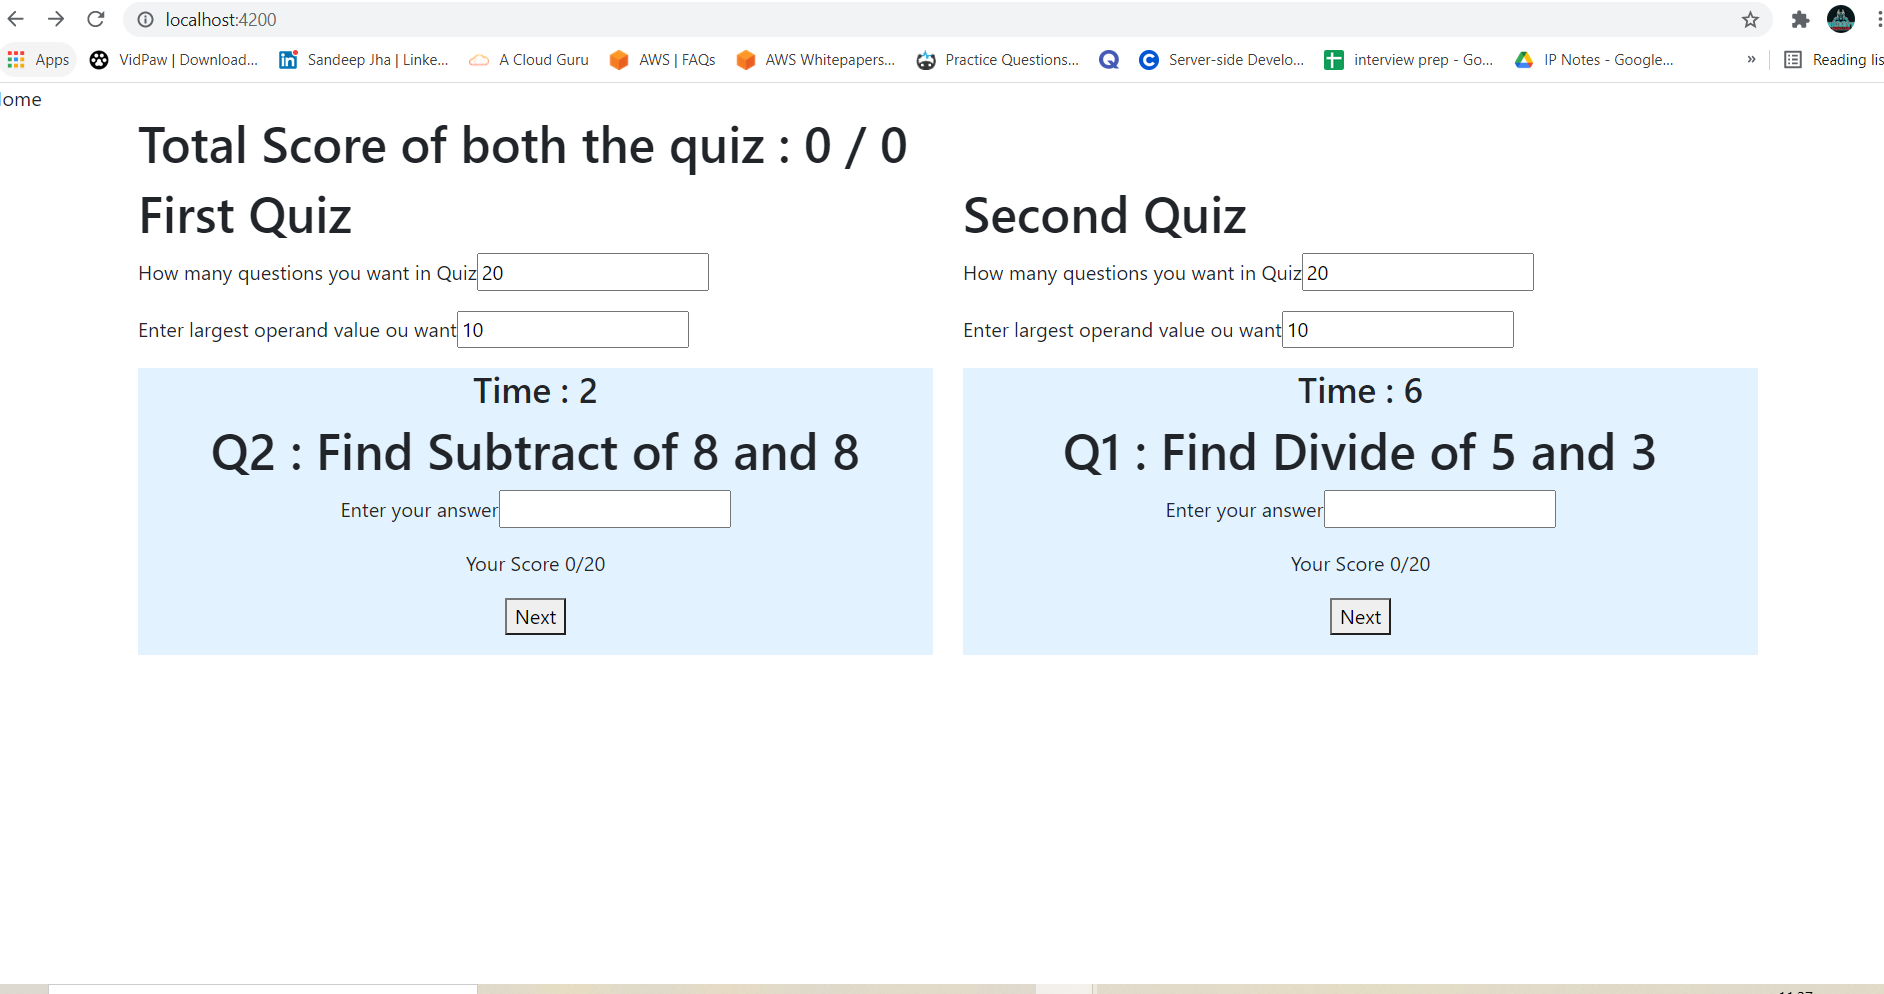 localhost:4200
Apps VidPaw | Download... Sandeep Jha | Linke... A Cloud Guru AWS | FAQs AWS Whitepapers... Practice Questions... Server-side Develo... interview prep - Go... IP Notes - Google... » Reading lis
ome
Total Score of both the quiz : 0 / 0
First Quiz
How many questions you want in Quiz 20
Enter largest operand value ou want 10
Time : 2
Q2 : Find Subtract of 8 and 8
Enter your answer
Your Score 0/20
Next
Second Quiz
How many questions you want in Quiz 20
Enter largest operand value ou want 10
Time : 6
Q1 : Find Divide of 5 and 3
Enter your answer
Your Score 0/20
Next